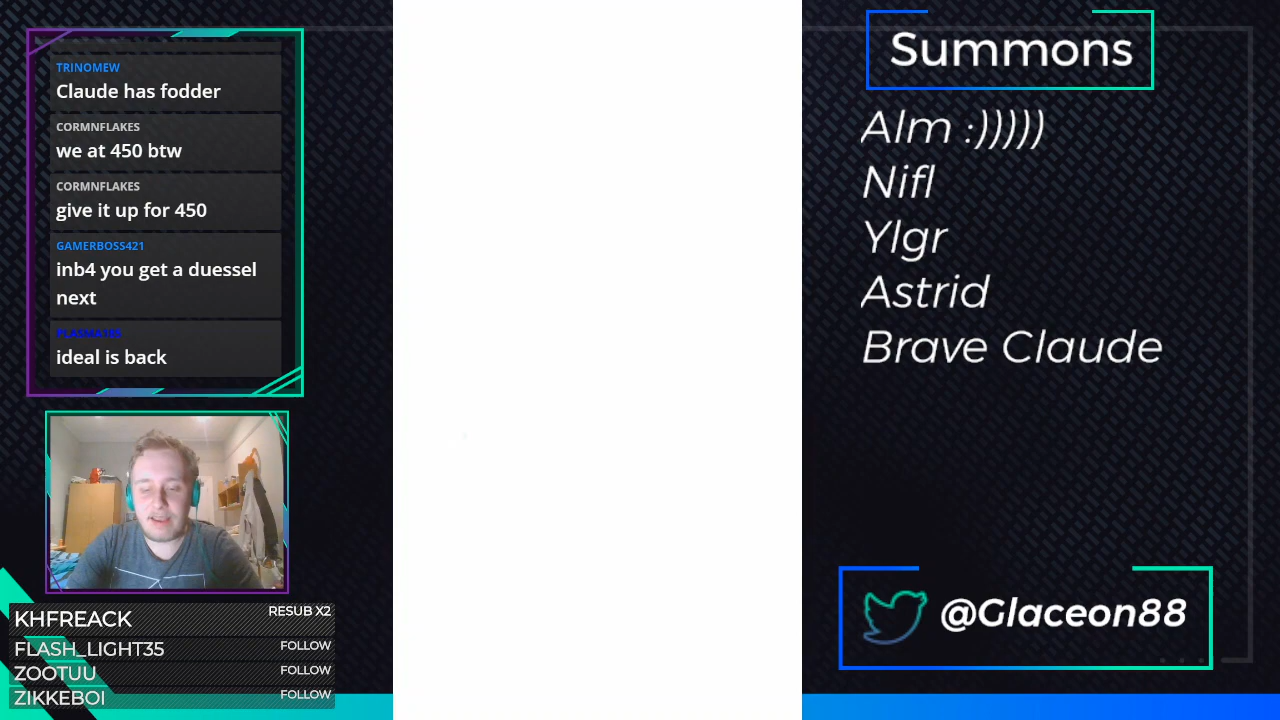 TRINOMEW
Claude has fodder
CORMNFLAKES
we at 450 btw
CORMNFLAKES
give it up for 450
GAMERBOSS421
inb4 you get a duessel
next
ideal is back
KHFREACK RESUB X2
FLASH_LIGHT35 FOLLOW
ZOOTUU FOLLOW
ZIKKEBOI FOLLOW
Summons
Alm :)))))
Nifl
Ylgr
Astrid
Brave Claude
@Glaceon88